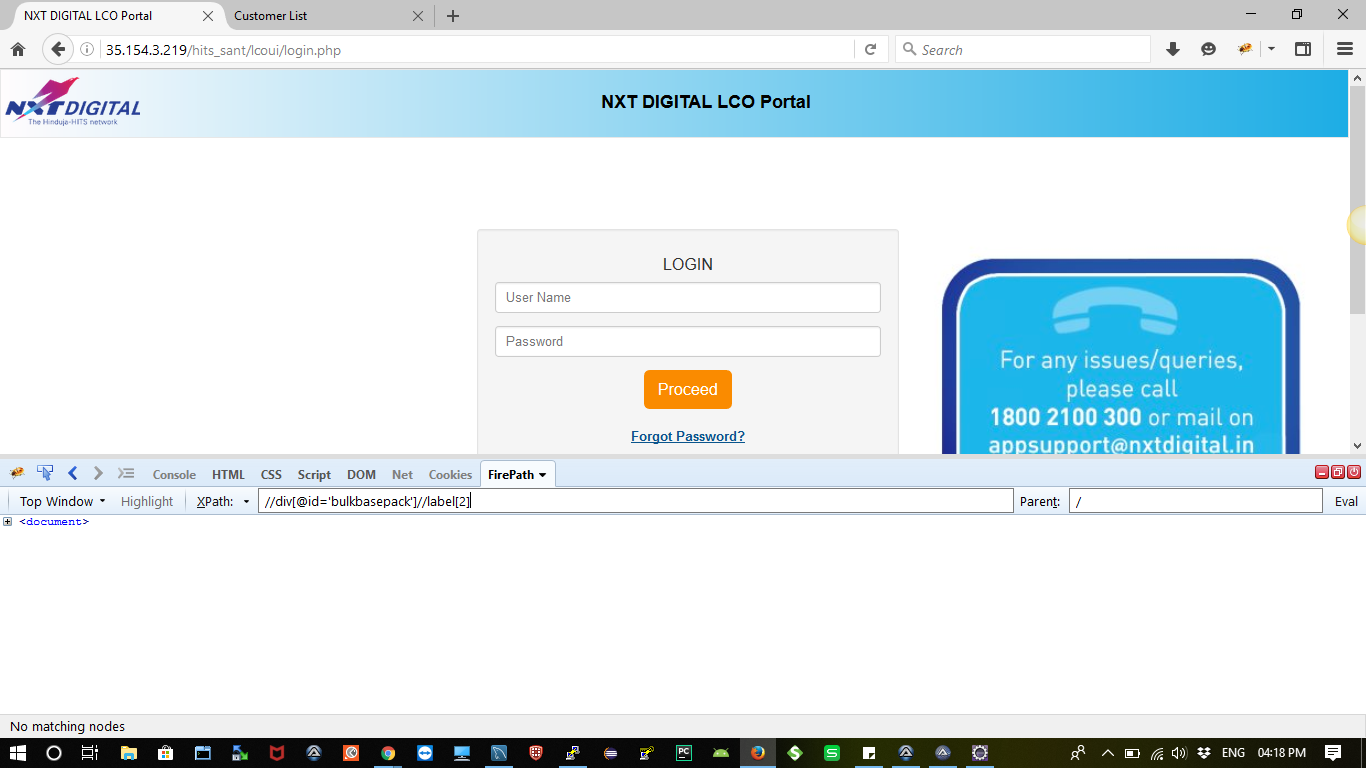 NXT DIGITAL LCO Portal
Customer List
35.154.3.219/hits_sant/lcoui/login.php
Search
NXTDIGITAL
The Hinduja-HITS network
NXT DIGITAL LCO Portal
LOGIN
User Name
Password
Proceed
Forgot Password?
For any issues/queries,
please call
1800 2100 300 or mail on
appsupport@nxtdigital.in
Console HTML CSS Script DOM Net Cookies FirePath
Top Window Highlight XPath: //div[@id='bulkbasepack']//label[2] Parent: / Eval
<document>
No matching nodes
PC
S
ENG 04:18 PM